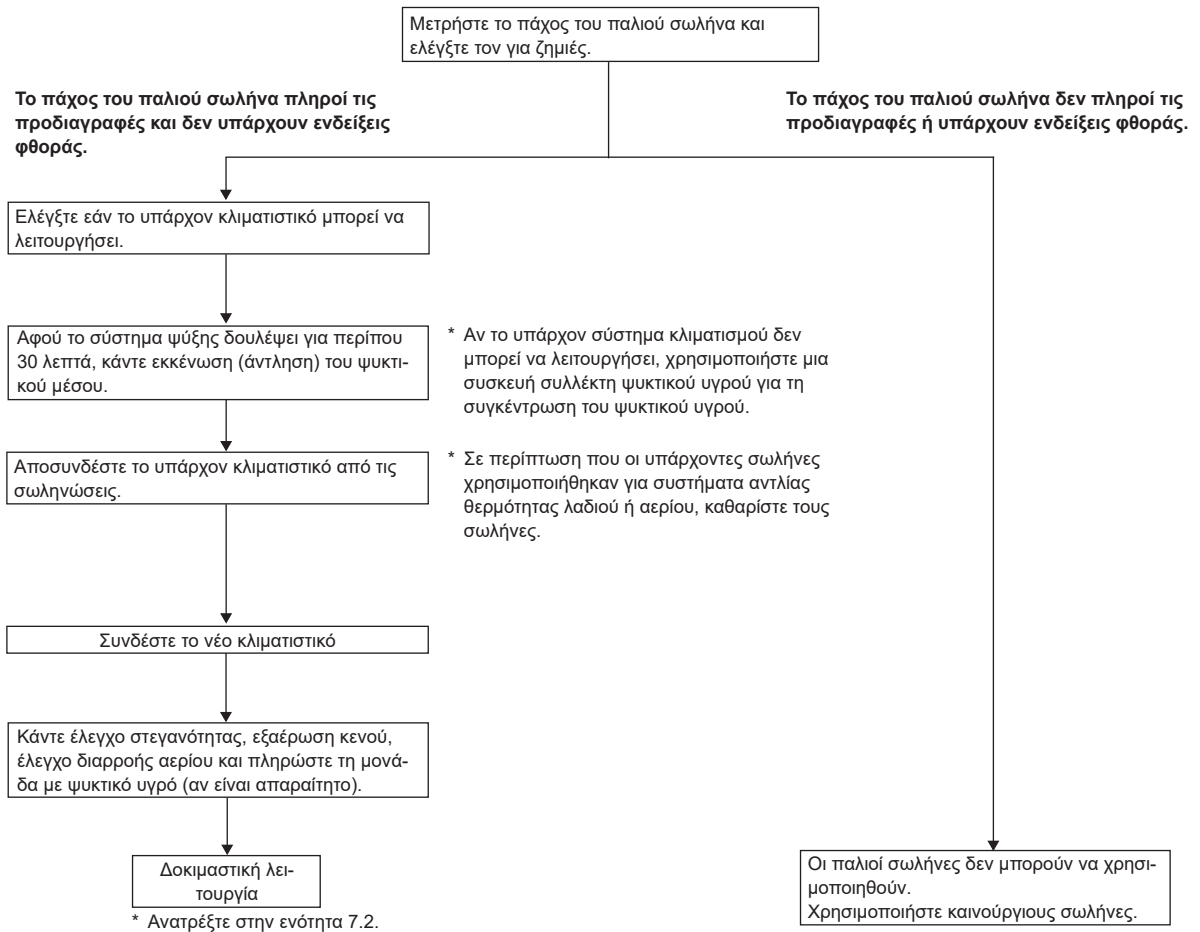 Μετρήστε το πάχος του παλιού σωλήνα και
ελέγξτε τον για ζημιές.
Το πάχος του παλιού σωλήνα πληροί τις
προδιαγραφές και δεν υπάρχουν ενδείξεις
φθοράς.
Το πάχος του παλιού σωλήνα δεν πληροί τις
προδιαγραφές ή υπάρχουν ενδείξεις φθοράς.
Ελέγξτε εάν το υπάρχον κλιματιστικό μπορεί να
λειτουργήσει.
Αφού το σύστημα ψύξης δουλέψει για περίπου
30 λεπτά, κάντε εκκένωση (άντληση) του ψυκτι-
κού μέσου.
* Αν το υπάρχον σύστημα κλιματισμού δεν
μπορεί να λειτουργήσει, χρησιμοποιήστε μια
συσκευή συλλέκτη ψυκτικού υγρού για τη
συγκέντρωση του ψυκτικού υγρού.
Αποσυνδέστε το υπάρχον κλιματιστικό από τις
σωληνώσεις.
* Σε περίπτωση που οι υπάρχοντες σωλήνες
χρησιμοποιήθηκαν για συστήματα αντλίας
θερμότητας λαδιού ή αερίου, καθαρίστε τους
σωλήνες.
Συνδέστε το νέο κλιματιστικό
Κάντε έλεγχο στεγανότητας, εξαέρωση κενού,
έλεγχο διαρροής αερίου και πληρώστε τη μονά-
δα με ψυκτικό υγρό (αν είναι απαραίτητο).
Δοκιμαστική λει-
τουργία
* Ανατρέξτε στην ενότητα 7.2.
Οι παλιοί σωλήνες δεν μπορούν να χρησι-
μοποιηθούν.
Χρησιμοποιήστε καινούργιους σωλήνες.